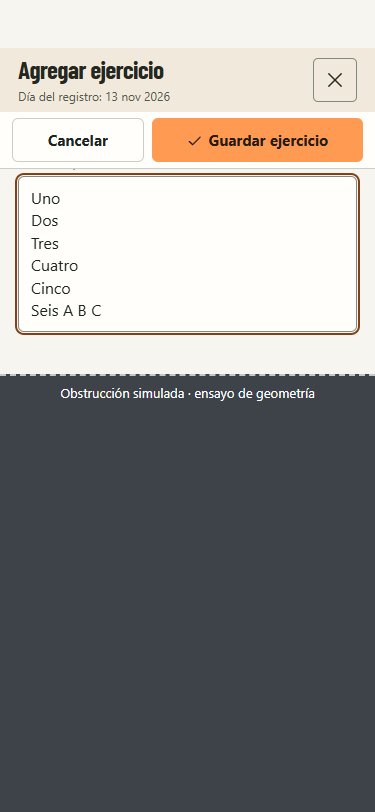 Agregar ejercicio
Día del registro: 13 nov 2026
Cancelar
Guardar ejercicio
Uno
Dos
Tres
Cuatro
Cinco
Seis A B C
Obstrucción simulada · ensayo de geometría